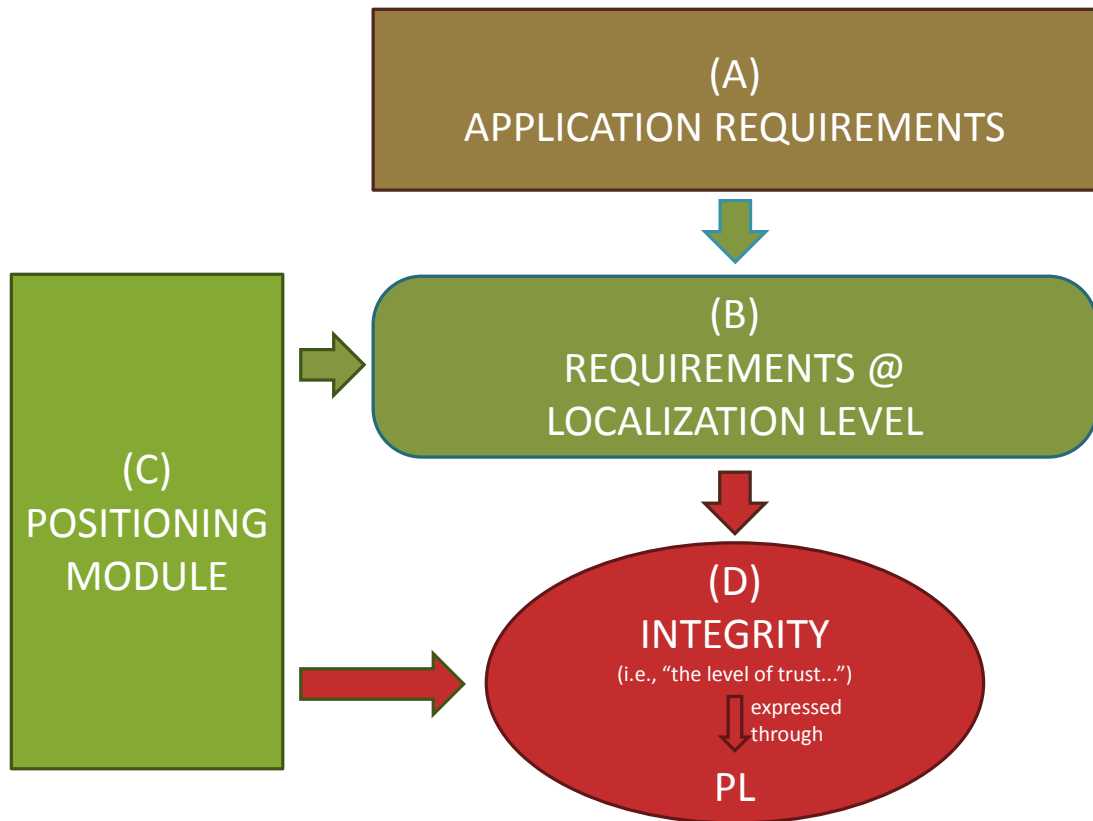 (A)
APPLICATION REQUIREMENTS
(B)
REQUIREMENTS @
LOCALIZATION LEVEL
(C)
POSITIONING
MODULE
(D)
INTEGRITY
(i.e., “the level of trust...”)
expressed
through
PL